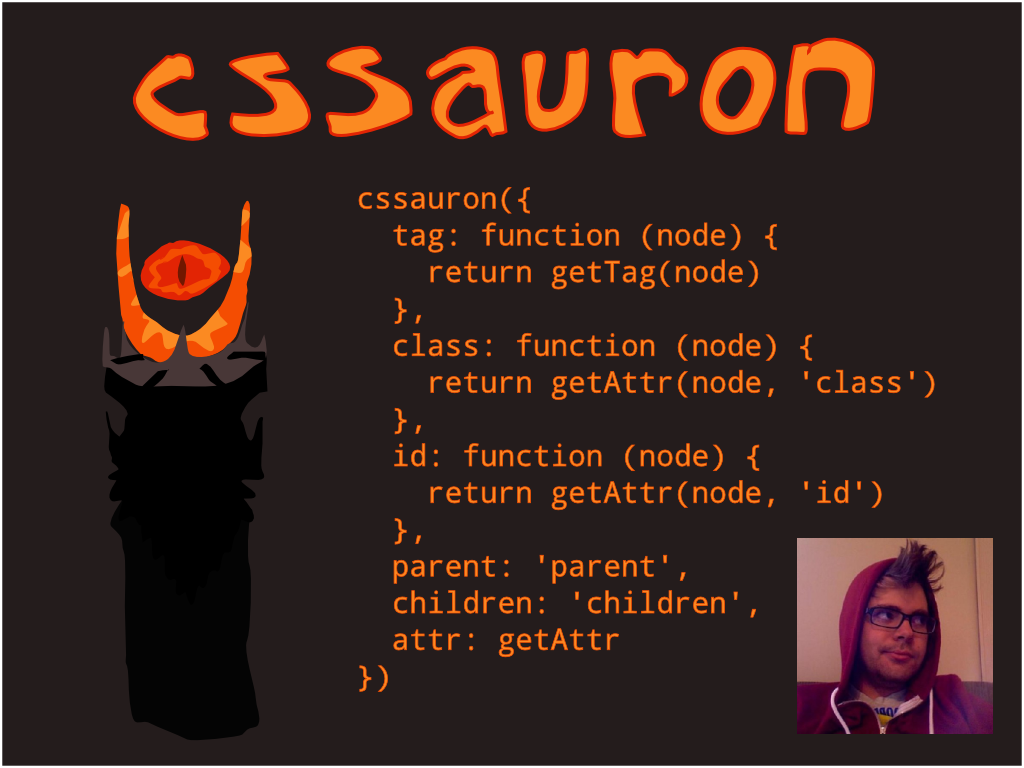 cssauron
cssauron({
  tag: function (node) {
    return getTag(node)
  },
  class: function (node) {
    return getAttr(node, 'class')
  },
  id: function (node) {
    return getAttr(node, 'id')
  },
  parent: 'parent',
  children: 'children',
  attr: getAttr
})